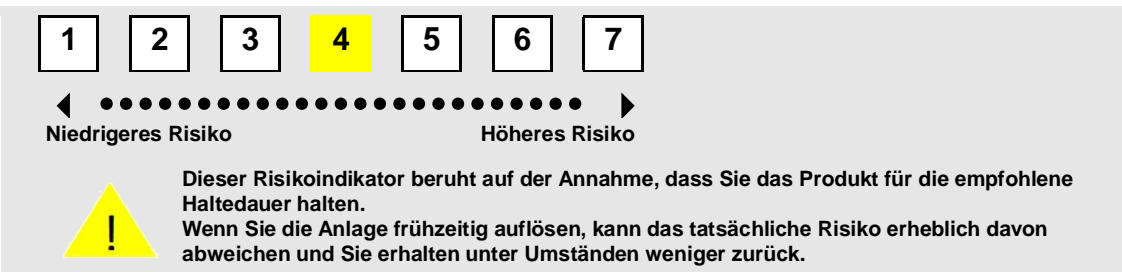 1 2 3 4 5 6 7
Niedrigeres Risiko Höheres Risiko
Dieser Risikoindikator beruht auf der Annahme, dass Sie das Produkt für die empfohlene
Haltedauer halten.
!
Wenn Sie die Anlage frühzeitig auflösen, kann das tatsächliche Risiko erheblich davon
abweichen und Sie erhalten unter Umständen weniger zurück.